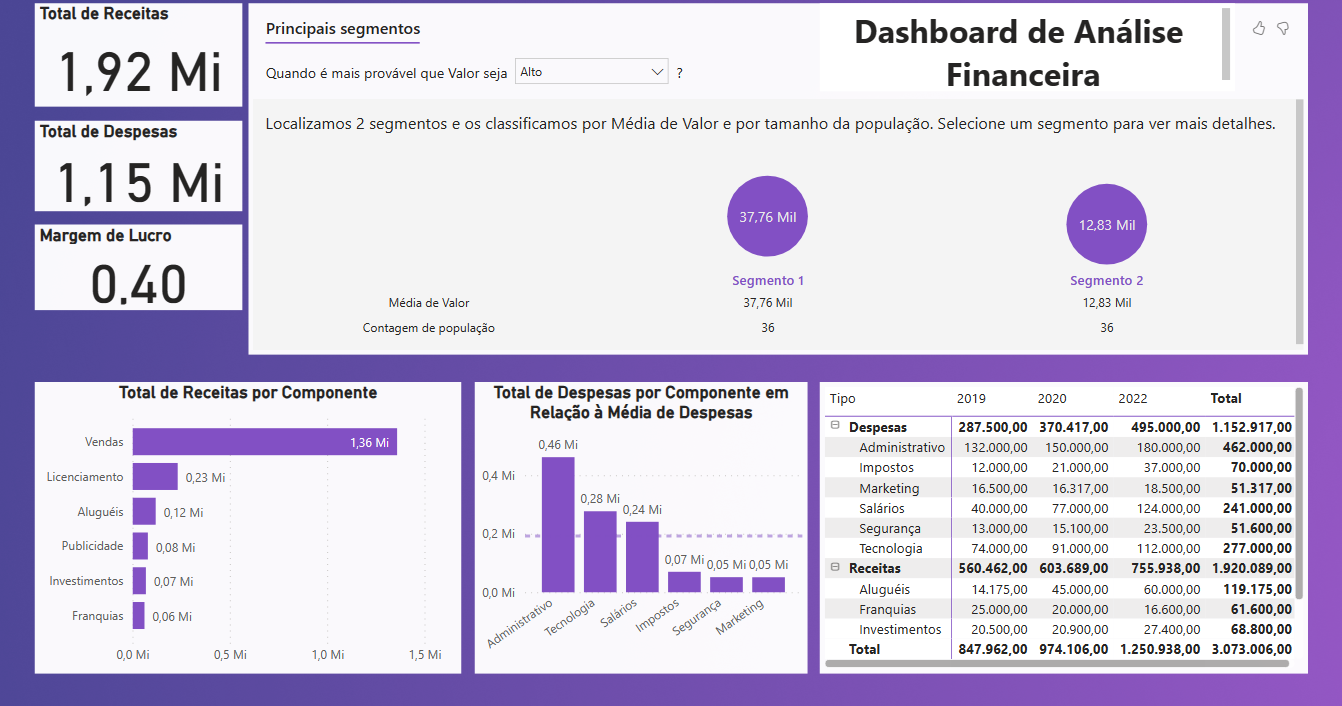 Total de Receitas
1,92 Mi
Total de Despesas
1,15 Mi
Margem de Lucro
0,40
Principais segmentos
Dashboard de Análise
Financeira
Quando é mais provável que Valor seja Alto ?
Localizamos 2 segmentos e os classificamos por Média de Valor e por tamanho da população. Selecione um segmento para ver mais detalhes.
37,76 Mil 12,83 Mil
Segmento 1 Segmento 2
Média de Valor 37,76 Mil 12,83 Mil
Contagem de população 36 36
Total de Receitas por Componente
Vendas 1,36 Mi
Licenciamento 0,23 Mi
Aluguéis 0,12 Mi
Publicidade 0,08 Mi
Investimentos 0,07 Mi
Franquias 0,06 Mi
0,0 Mi 0,5 Mi 1,0 Mi 1,5 Mi
Total de Despesas por Componente em
Relação à Média de Despesas
0,46 Mi
0,4 Mi
0,28 Mi
0,24 Mi
0,2 Mi
0,07 Mi 0,05 Mi 0,05 Mi
0,0 Mi
Administrativo Tecnologia Salários Impostos Segurança Marketing
Tipo 2019 2020 2022 Total
Despesas 287.500,00 370.417,00 495.000,00 1.152.917,00
Administrativo 132.000,00 150.000,00 180.000,00 462.000,00
Impostos 12.000,00 21.000,00 37.000,00 70.000,00
Marketing 16.500,00 16.317,00 18.500,00 51.317,00
Salários 40.000,00 77.000,00 124.000,00 241.000,00
Segurança 13.000,00 15.100,00 23.500,00 51.600,00
Tecnologia 74.000,00 91.000,00 112.000,00 277.000,00
Receitas 560.462,00 603.689,00 755.938,00 1.920.089,00
Aluguéis 14.175,00 45.000,00 60.000,00 119.175,00
Franquias 25.000,00 20.000,00 16.600,00 61.600,00
Investimentos 20.500,00 20.900,00 27.400,00 68.800,00
Total 847.962,00 974.106,00 1.250.938,00 3.073.006,00